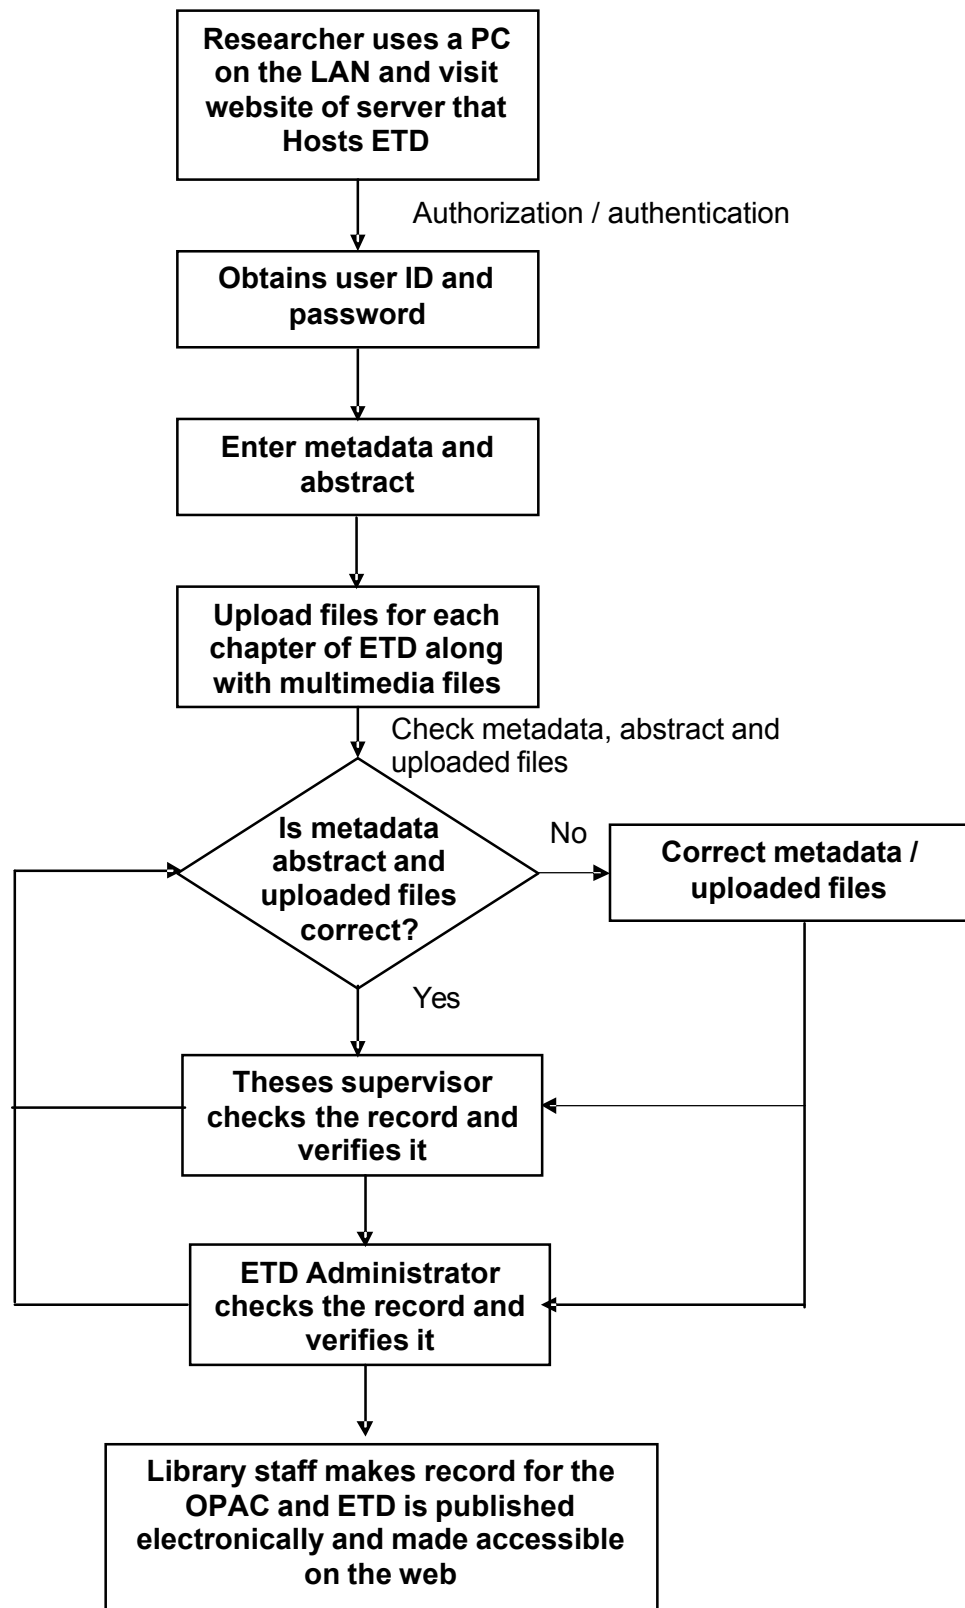 Researcher uses a PC
on the LAN and visit
website of server that
Hosts ETD
Authorization / authentication
Obtains user ID and
password
Enter metadata and
abstract
Upload files for each
chapter of ETD along
with multimedia files
Check metadata, abstract and
uploaded files
Is metadata
abstract and
uploaded files
correct?
No
Correct metadata /
uploaded files
Yes
Theses supervisor
checks the record and
verifies it
ETD Administrator
checks the record and
verifies it
Library staff makes record for the
OPAC and ETD is published
electronically and made accessible
on the web